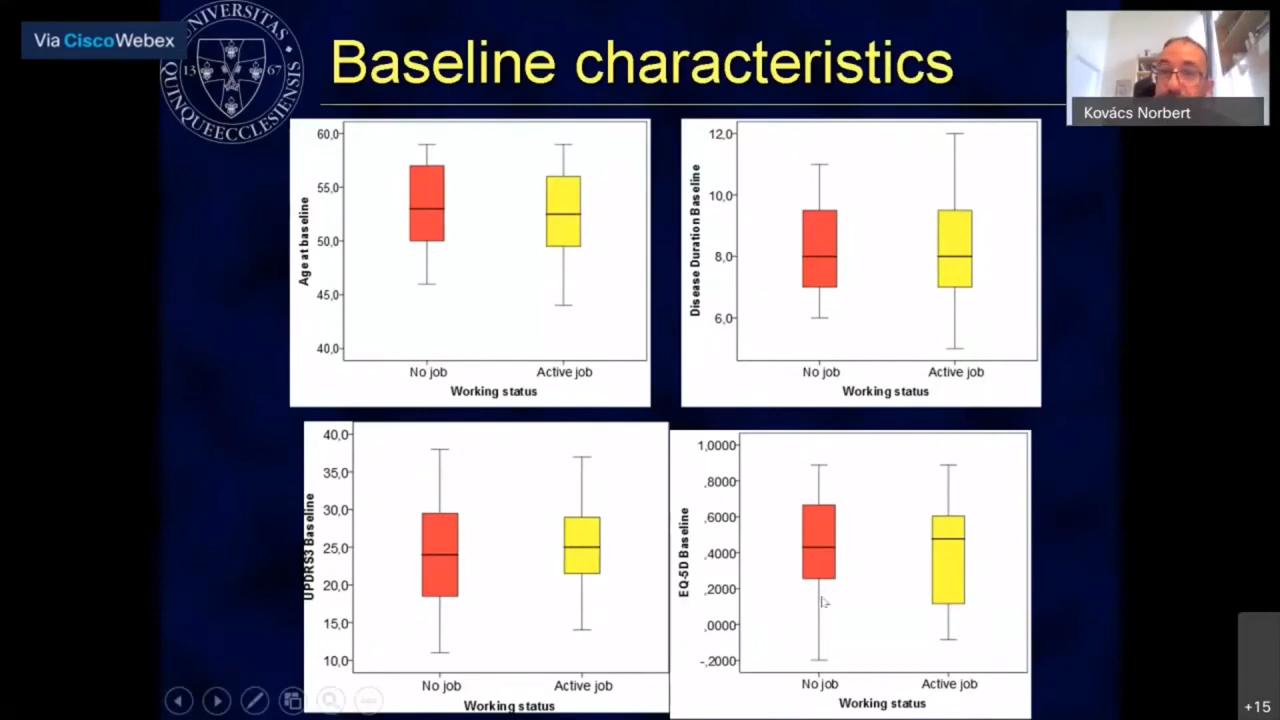 Via Cisco Webex
UNIVERSITAS
13 67
QUINQUEECCLESIENSIS
Baseline characteristics
Kovács Norbert
60,0
55,0
50,0
45,0
40,0
Age at baseline
No job Active job
Working status
12,0
10,0
8,0
6,0
Disease Duration Baseline
No job Active job
Working status
40,0
35,0
30,0
25,0
20,0
15,0
10,0
UPDRS3 Baseline
No job Active job
Working status
1,0000
,8000
,6000
,4000
,2000
,0000
-,2000
EQ-5D Baseline
No job Active job
Working status
+15